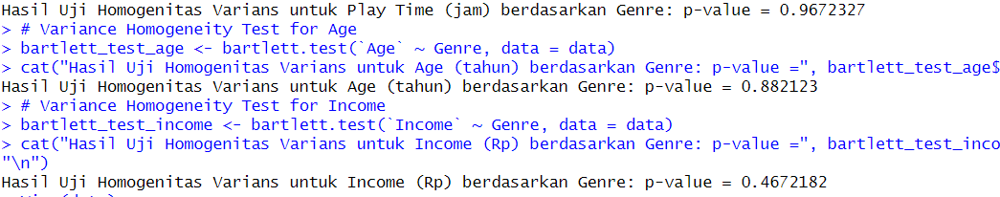 Hasil Uji Homogenitas Varians untuk Play Time (jam) berdasarkan Genre: p-value = 0.9672327
> # Variance Homogeneity Test for Age
> bartlett_test_age <- bartlett.test(`Age` ~ Genre, data = data)
> cat("Hasil Uji Homogenitas Varians untuk Age (tahun) berdasarkan Genre: p-value =", bartlett_test_age$
Hasil Uji Homogenitas Varians untuk Age (tahun) berdasarkan Genre: p-value = 0.882123
> # Variance Homogeneity Test for Income
> bartlett_test_income <- bartlett.test(`Income` ~ Genre, data = data)
> cat("Hasil Uji Homogenitas Varians untuk Income (Rp) berdasarkan Genre: p-value =", bartlett_test_inco
"\n")
Hasil Uji Homogenitas Varians untuk Income (Rp) berdasarkan Genre: p-value = 0.4672182